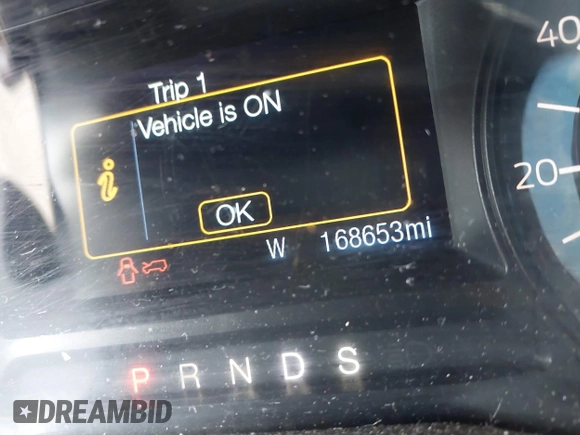 40
20
Trip 1
Vehicle is ON
i
OK
W 168653mi
P R N D S
DREAMBID